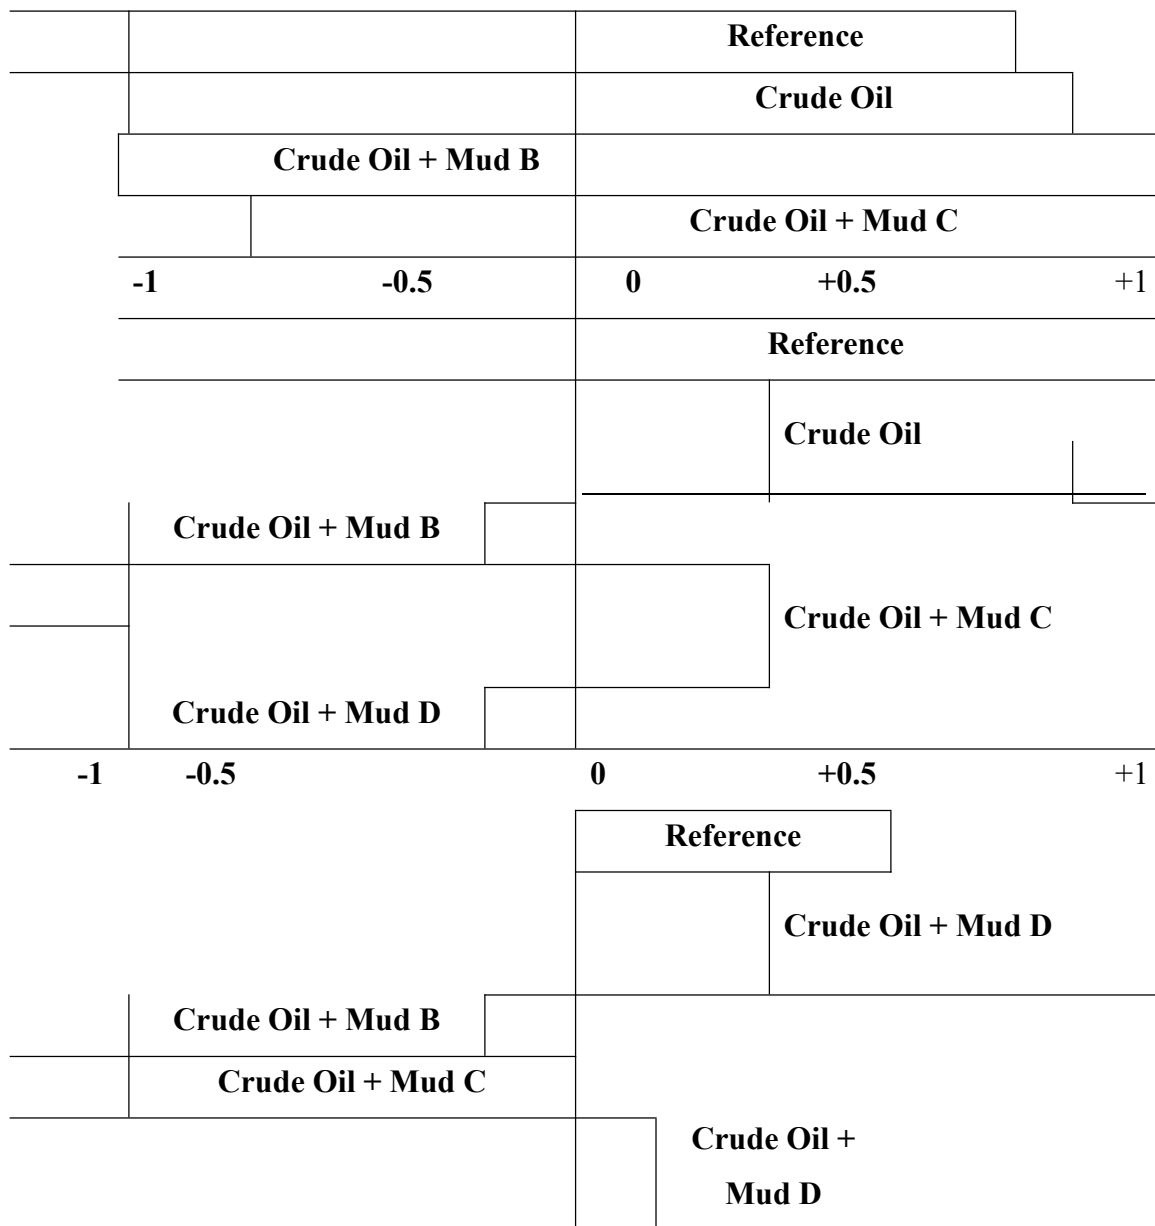 Reference
Crude Oil
Crude Oil + Mud B
Crude Oil + Mud C
-1 -0.5 0 +0.5 +1
Reference
Crude Oil
Crude Oil + Mud B
Crude Oil + Mud C
Crude Oil + Mud D
-1 -0.5 0 +0.5 +1
Reference
Crude Oil + Mud D
Crude Oil + Mud B
Crude Oil + Mud C
Crude Oil +
Mud D